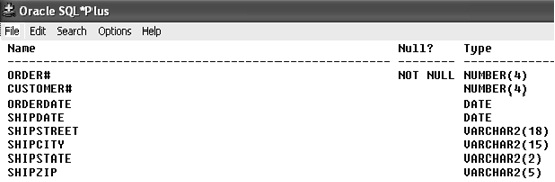 Oracle SQL*Plus
File Edit Search Options Help
Name Null? Type
----------------------------------------------------- -------- ------------
ORDER# NOT NULL NUMBER(4)
CUSTOMER# NUMBER(4)
ORDERDATE DATE
SHIPDATE DATE
SHIPSTREET VARCHAR2(18)
SHIPCITY VARCHAR2(15)
SHIPSTATE VARCHAR2(2)
SHIPZIP VARCHAR2(5)